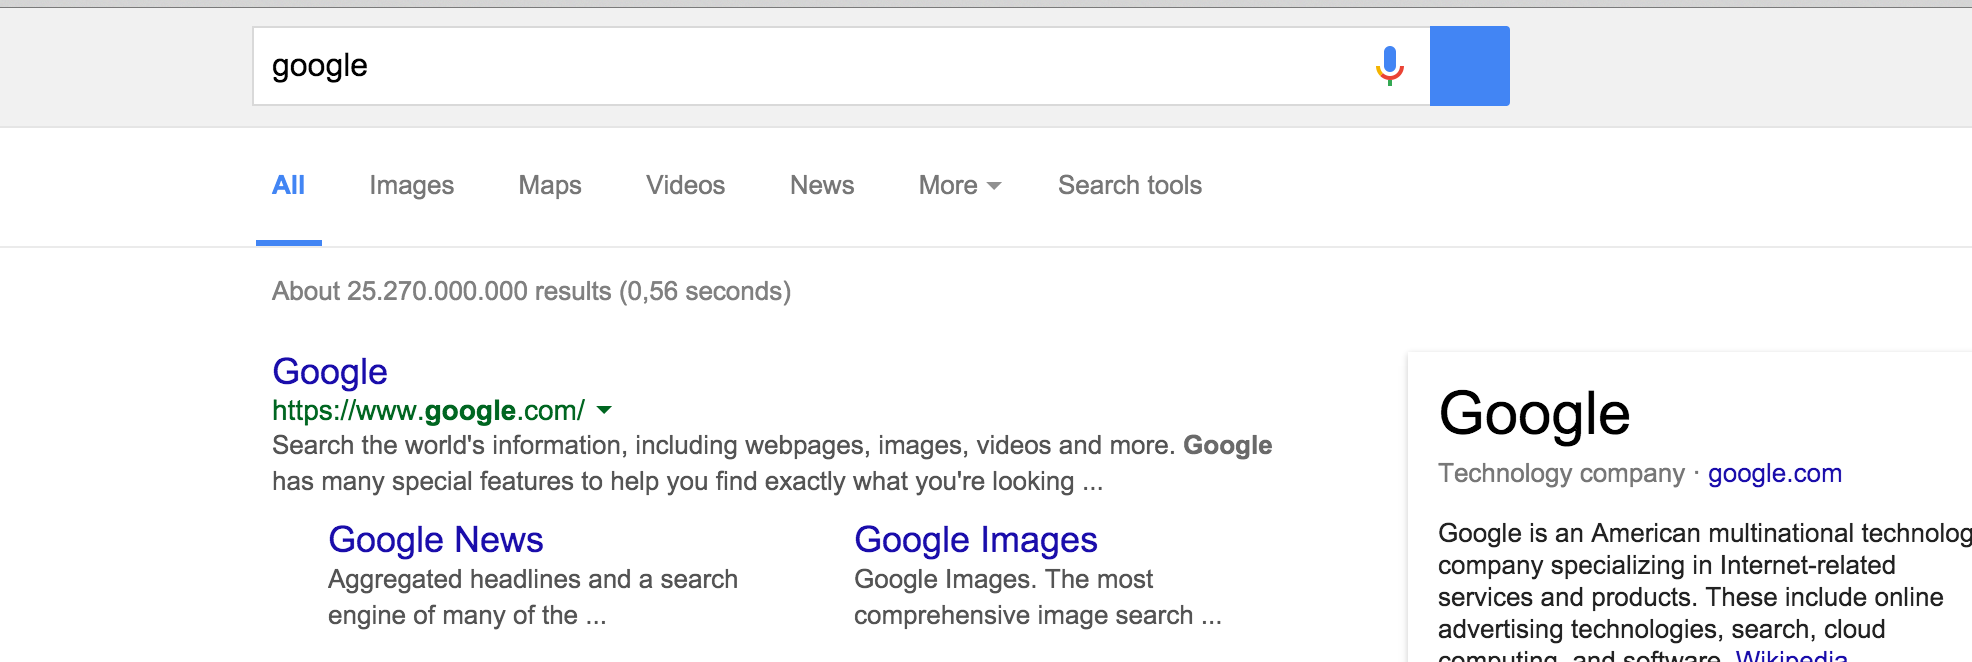 google
All Images Maps Videos News More Search tools
About 25.270.000.000 results (0,56 seconds)
Google
https://www.google.com/
Search the world's information, including webpages, images, videos and more. Google
has many special features to help you find exactly what you're looking ...
Google News
Aggregated headlines and a search
engine of many of the ...
Google Images
Google Images. The most
comprehensive image search ...
Google
Technology company · google.com
Google is an American multinational technolog
company specializing in Internet-related
services and products. These include online
advertising technologies, search, cloud
computing, and software. Wikipedia